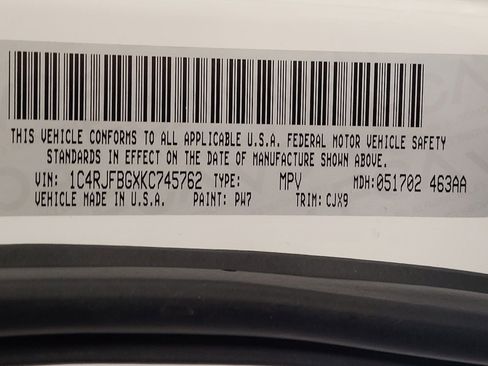 THIS VEHICLE CONFORMS TO ALL APPLICABLE U.S.A. FEDERAL MOTOR VEHICLE SAFETY
STANDARDS IN EFFECT ON THE DATE OF MANUFACTURE SHOWN ABOVE.
VIN: 1C4RJFBGXKC745762 TYPE: MPV MDH:051702 463AA
VEHICLE MADE IN U.S.A. PAINT: PW7 TRIM: CJX9